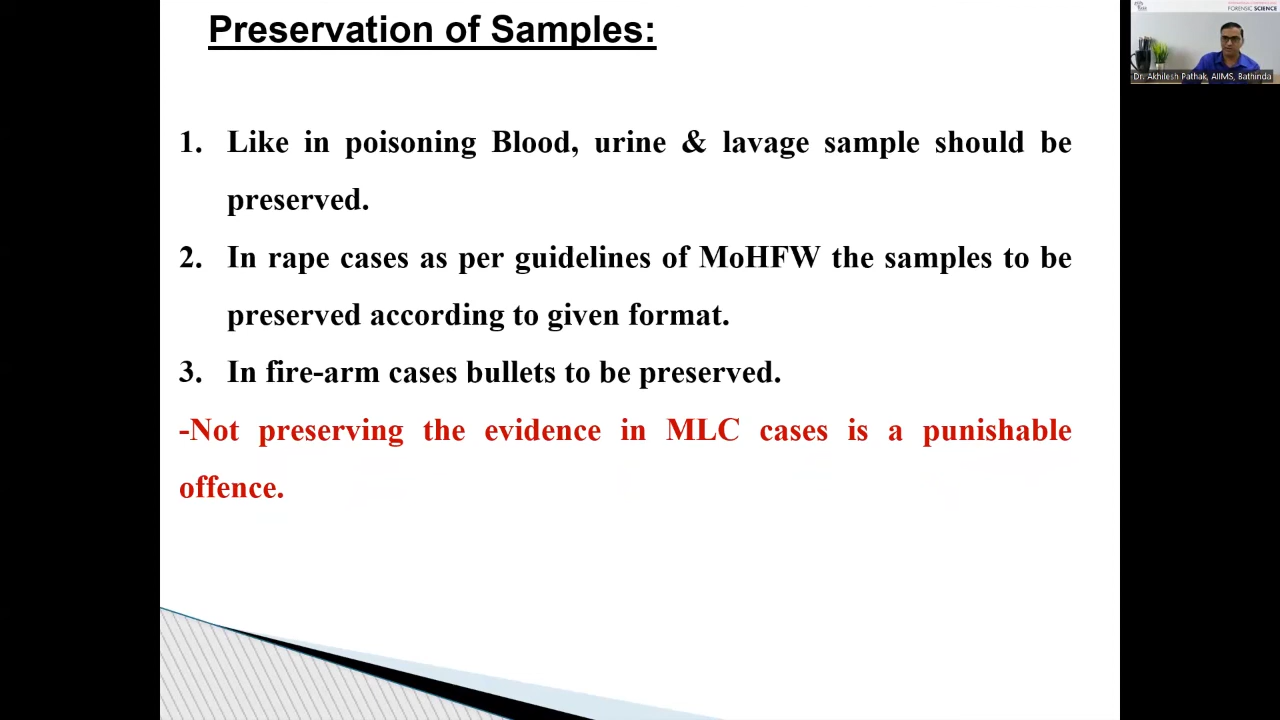 Preservation of Samples:
FORENSIC SCIENCE
Dr. Akhilesh Pathak, AIIMS, Bathinda
1. Like in poisoning Blood, urine & lavage sample should be
preserved.
2. In rape cases as per guidelines of MoHFW the samples to be
preserved according to given format.
3. In fire-arm cases bullets to be preserved.
-Not preserving the evidence in MLC cases is a punishable
offence.